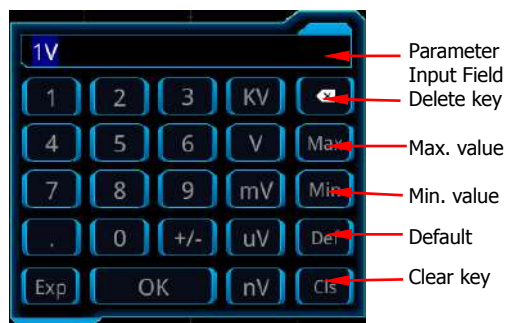 1V
Parameter
Input Field
1 2 3 KV Delete key
4 5 6 V Max Max. value
7 8 9 mV Min Min. value
. 0 +/- uV Def Default
Exp OK nV Cls Clear key